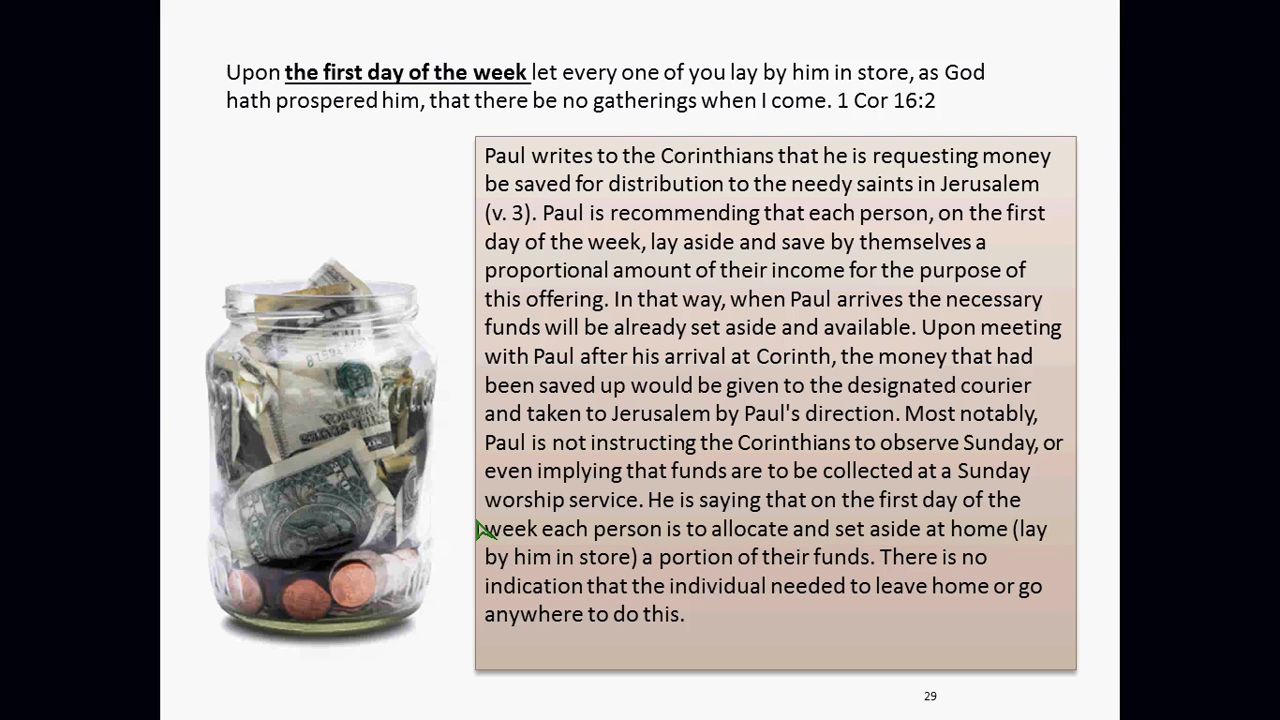 Upon the first day of the week let every one of you lay by him in store, as God
hath prospered him, that there be no gatherings when I come. 1 Cor 16:2
Paul writes to the Corinthians that he is requesting money
be saved for distribution to the needy saints in Jerusalem
(v. 3). Paul is recommending that each person, on the first
day of the week, lay aside and save by themselves a
proportional amount of their income for the purpose of
this offering. In that way, when Paul arrives the necessary
funds will be already set aside and available. Upon meeting
with Paul after his arrival at Corinth, the money that had
been saved up would be given to the designated courier
and taken to Jerusalem by Paul's direction. Most notably,
Paul is not instructing the Corinthians to observe Sunday, or
even implying that funds are to be collected at a Sunday
worship service. He is saying that on the first day of the
week each person is to allocate and set aside at home (lay
by him in store) a portion of their funds. There is no
indication that the individual needed to leave home or go
anywhere to do this.
29